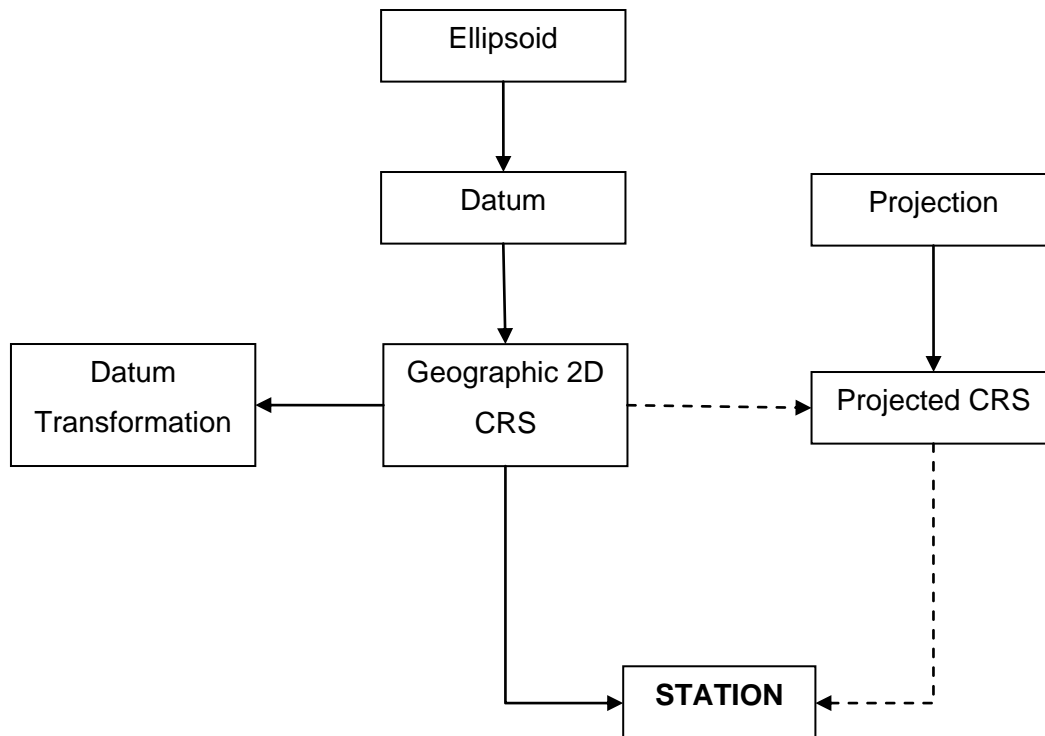 Ellipsoid
Datum
Projection
Datum
Transformation
Geographic 2D
CRS
Projected CRS
STATION